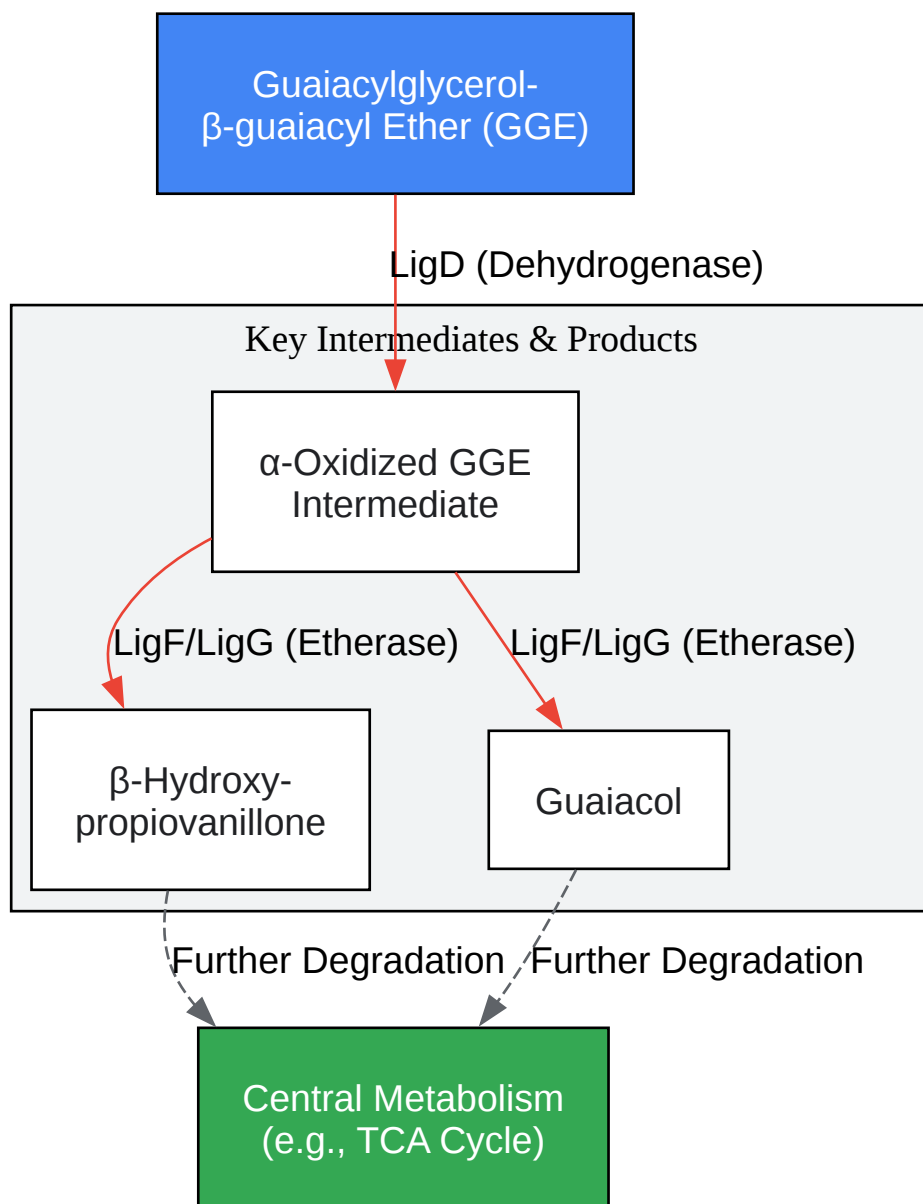 Guaiacylglycerol-
β-guaiacyl Ether (GGE)
LigD (Dehydrogenase)
Key Intermediates & Products
α-Oxidized GGE
Intermediate
LigF/LigG (Etherase)
LigF/LigG (Etherase)
β-Hydroxy-
propiovanillone
Guaiacol
Further Degradation
Further Degradation
Central Metabolism
(e.g., TCA Cycle)